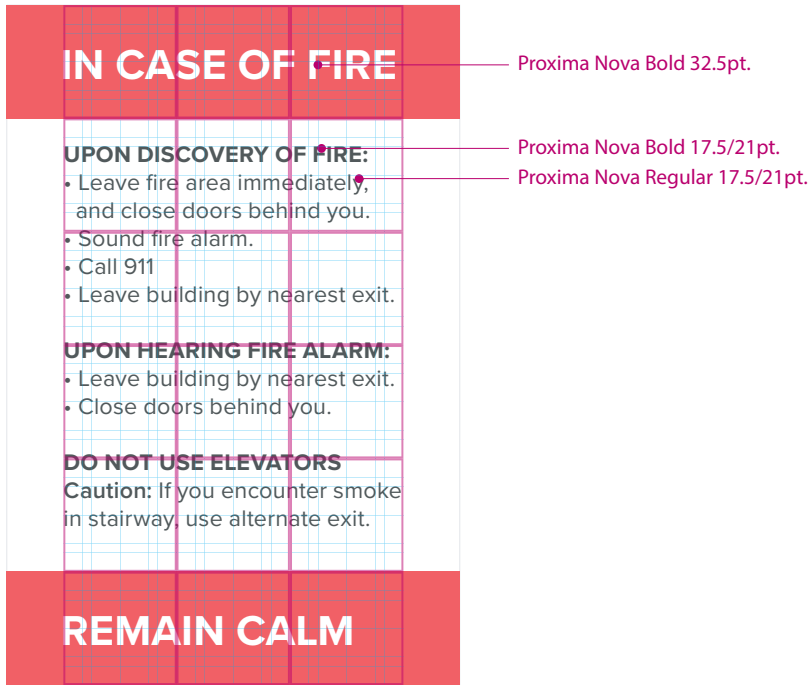 IN CASE OF FIRE
Proxima Nova Bold 32.5pt.
UPON DISCOVERY OF FIRE:
Proxima Nova Bold 17.5/21pt.
• Leave fire area immediately,
Proxima Nova Regular 17.5/21pt.
and close doors behind you.
• Sound fire alarm.
• Call 911
• Leave building by nearest exit.
UPON HEARING FIRE ALARM:
• Leave building by nearest exit.
• Close doors behind you.
DO NOT USE ELEVATORS
Caution: If you encounter smoke
in stairway, use alternate exit.
REMAIN CALM